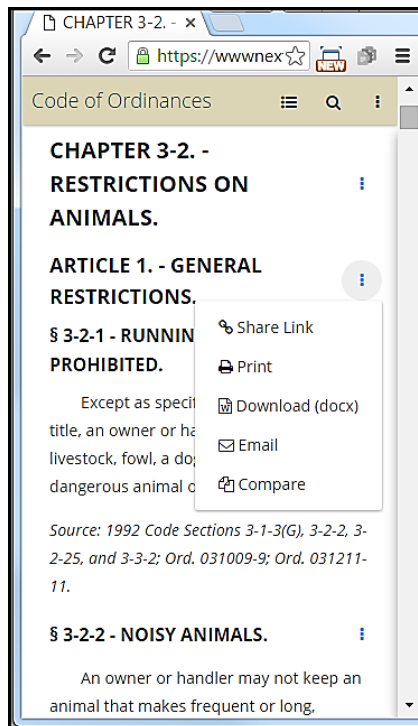 CHAPTER 3-2. -
https://wwwnex
NEW
Code of Ordinances
CHAPTER 3-2. -
RESTRICTIONS ON
ANIMALS.
ARTICLE 1. - GENERAL
RESTRICTIONS.
§ 3-2-1 - RUNNIN
PROHIBITED.
Share Link
Print
Download (docx)
Email
Compare
Except as specif
title, an owner or ha
livestock, fowl, a do
dangerous animal o
Source: 1992 Code Sections 3-1-3(G), 3-2-2, 3-
2-25, and 3-3-2; Ord. 031009-9; Ord. 031211-
11.
§ 3-2-2 - NOISY ANIMALS.
An owner or handler may not keep an
animal that makes frequent or long,